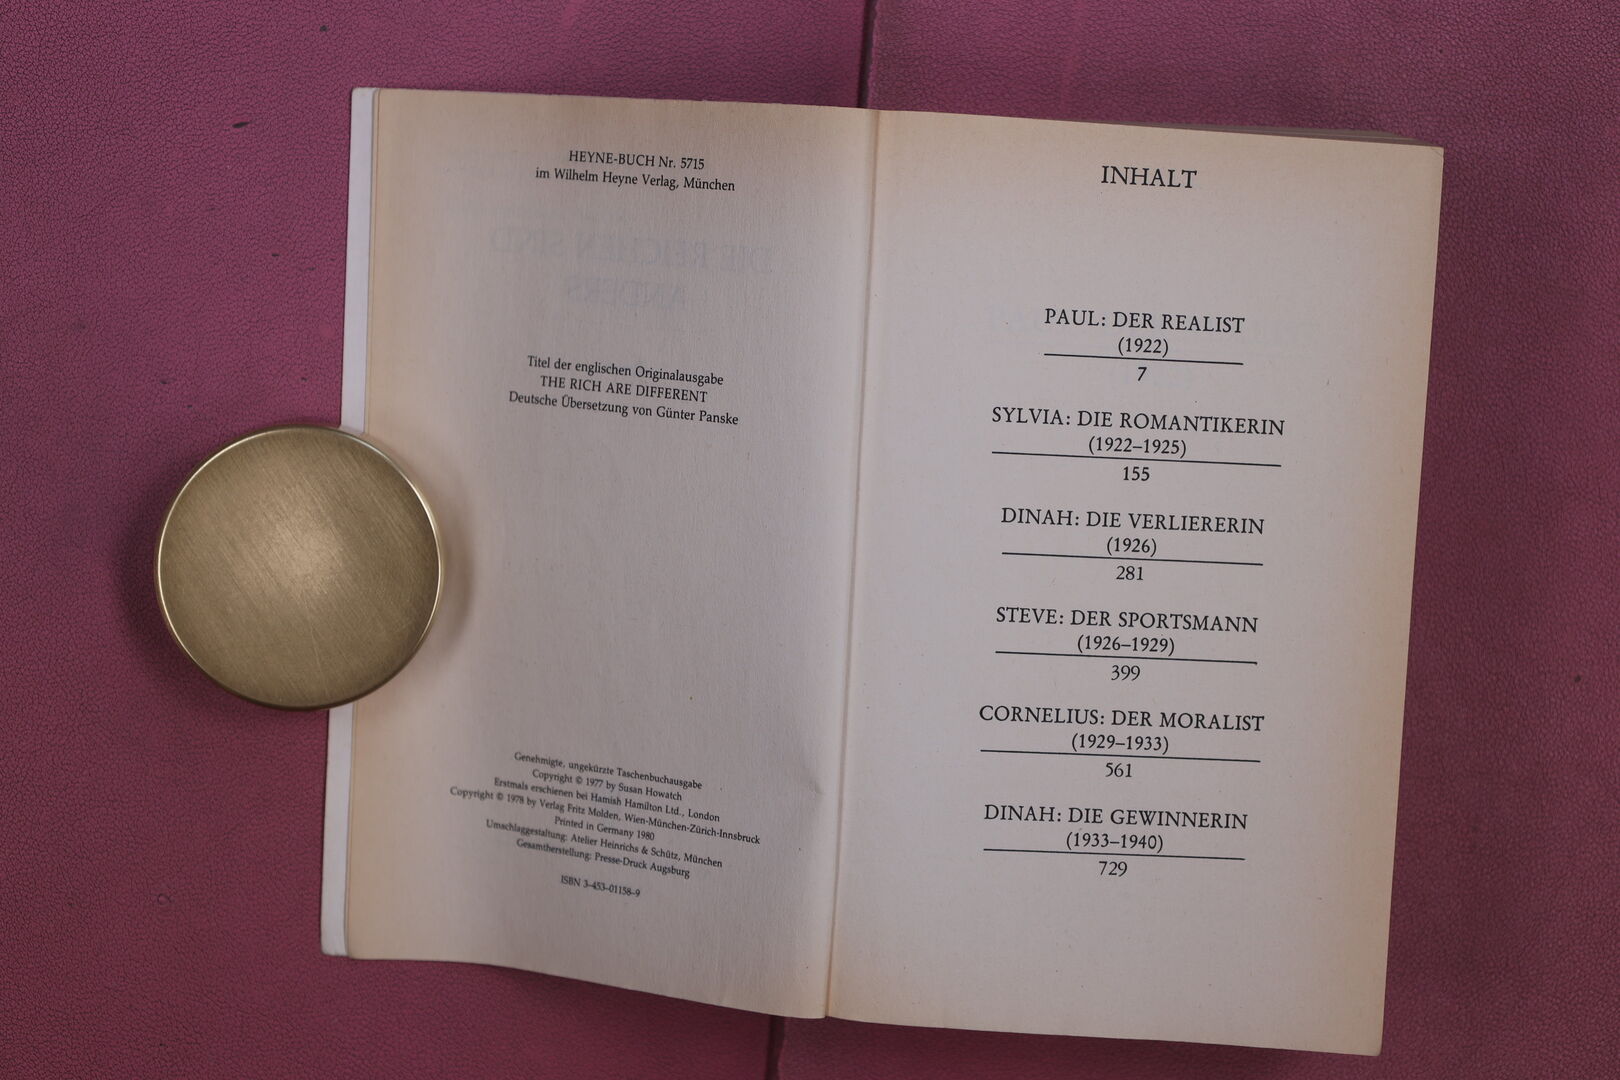 HEYNE-BUCH Nr. 5715
im Wilhelm Heyne Verlag, München
DIE REICHEN SIND
ANDERS
Titel der englischen Originalausgabe
THE RICH ARE DIFFERENT
Deutsche Übersetzung von Günter Panske
Genehmigte, ungekürzte Taschenbuchausgabe
Copyright © 1977 by Susan Howatch
Erstmals erschienen bei Hamish Hamilton Ltd., London
Copyright © 1978 by Verlag Fritz Molden, Wien-München-Zürich-Innsbruck
Printed in Germany 1980
Umschlaggestaltung: Atelier Heinrichs & Schütz, München
Gesamtherstellung: Presse-Druck Augsburg
ISBN 3-453-01158-9
INHALT
PAUL: DER REALIST
(1922)
7
SYLVIA: DIE ROMANTIKERIN
(1922–1925)
155
DINAH: DIE VERLIERERIN
(1926)
281
STEVE: DER SPORTSMANN
(1926–1929)
399
CORNELIUS: DER MORALIST
(1929–1933)
561
DINAH: DIE GEWINNERIN
(1933–1940)
729